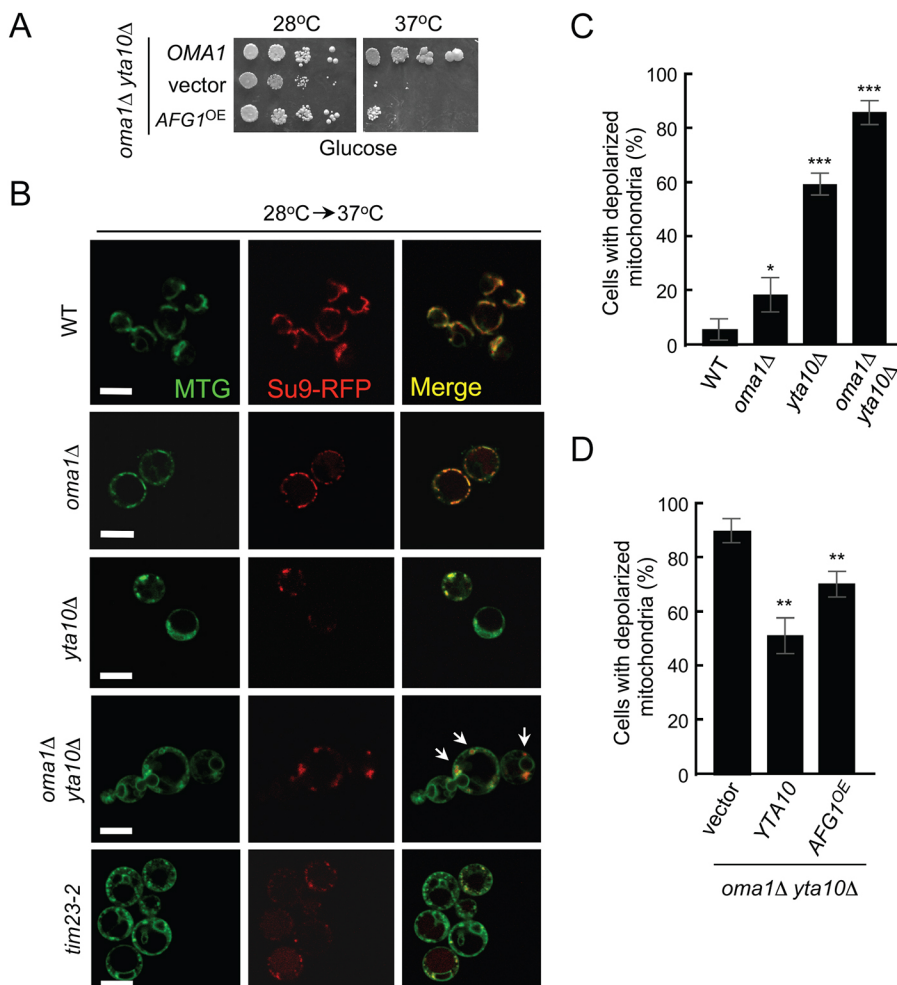 A
28°C 37°C
oma1Δ yta10Δ
OMA1
vector
AFG1OE
Glucose
B
28°C→37°C
WT
MTG
Su9-RFP
Merge
oma1Δ
yta10Δ
oma1Δ
yta10Δ
tim23-2
C
Cells with depolarized
mitochondria (%)
100
80
60
40
20
0
*
***
***
WT
oma1Δ
yta10Δ
oma1Δ
yta10Δ
D
Cells with depolarized
mitochondria (%)
100
80
60
40
80
0
**
**
vector
YTA10
AFG1OE
oma1Δ yta10Δ